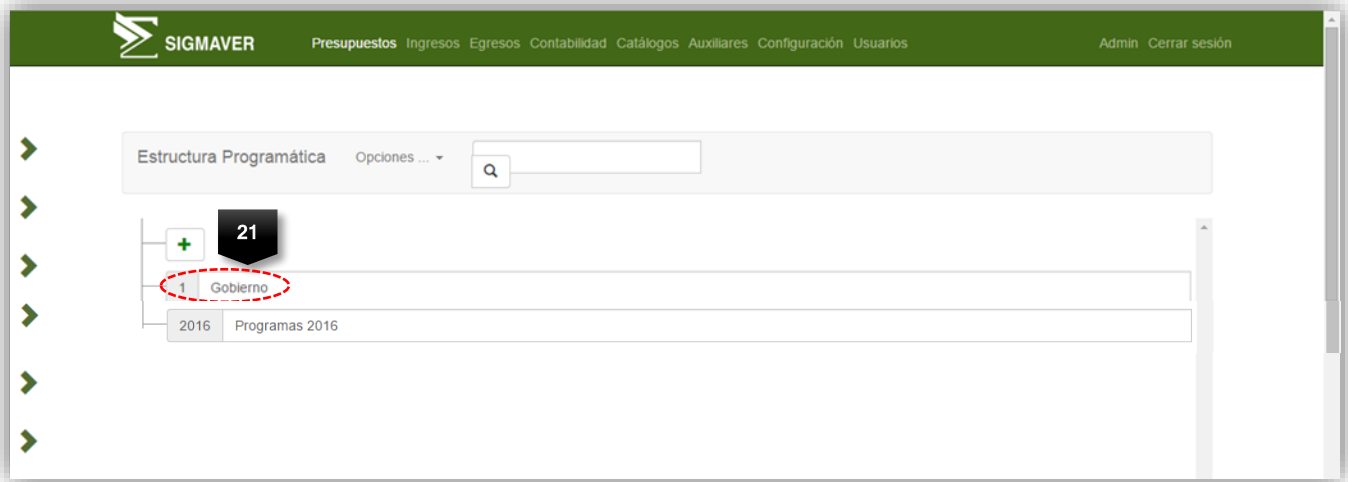 SIGMAVER Presupuestos Ingresos Egresos Contabilidad Catálogos Auxiliares Configuración Usuarios Admin Cerrar sesión
Estructura Programática Opciones ...
21
1 Gobierno
2016 Programas 2016